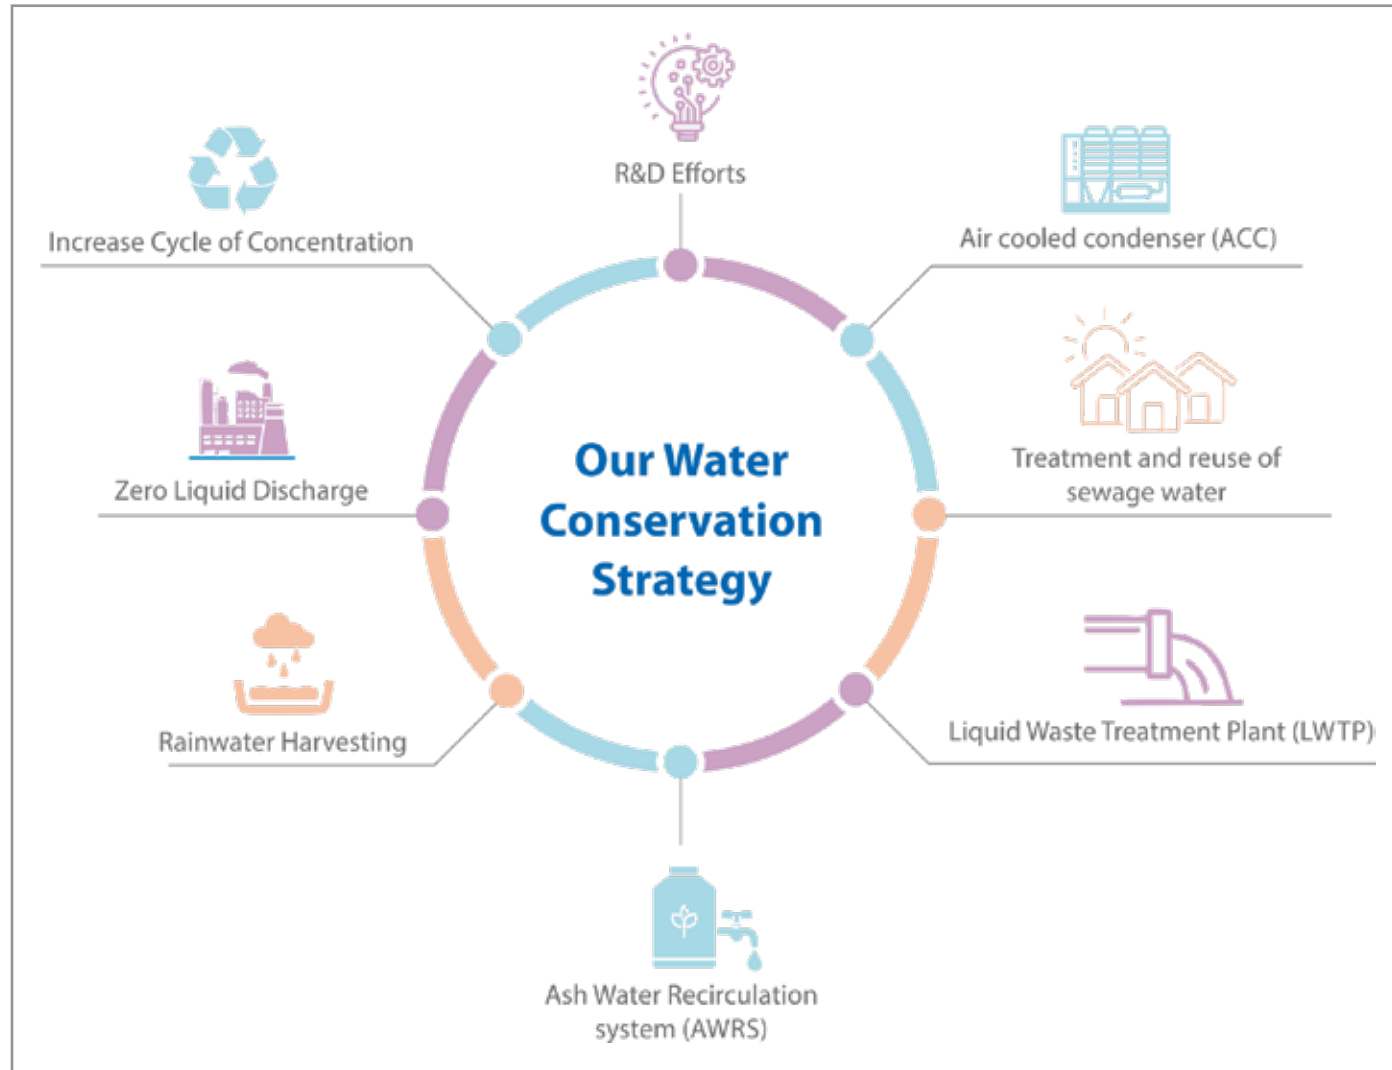 R&D Efforts
Increase Cycle of Concentration
Air cooled condenser (ACC)
Zero Liquid Discharge
Our Water
Conservation
Strategy
Treatment and reuse of
sewage water
Rainwater Harvesting
Liquid Waste Treatment Plant (LWTP)
Ash Water Recirculation
system (AWRS)